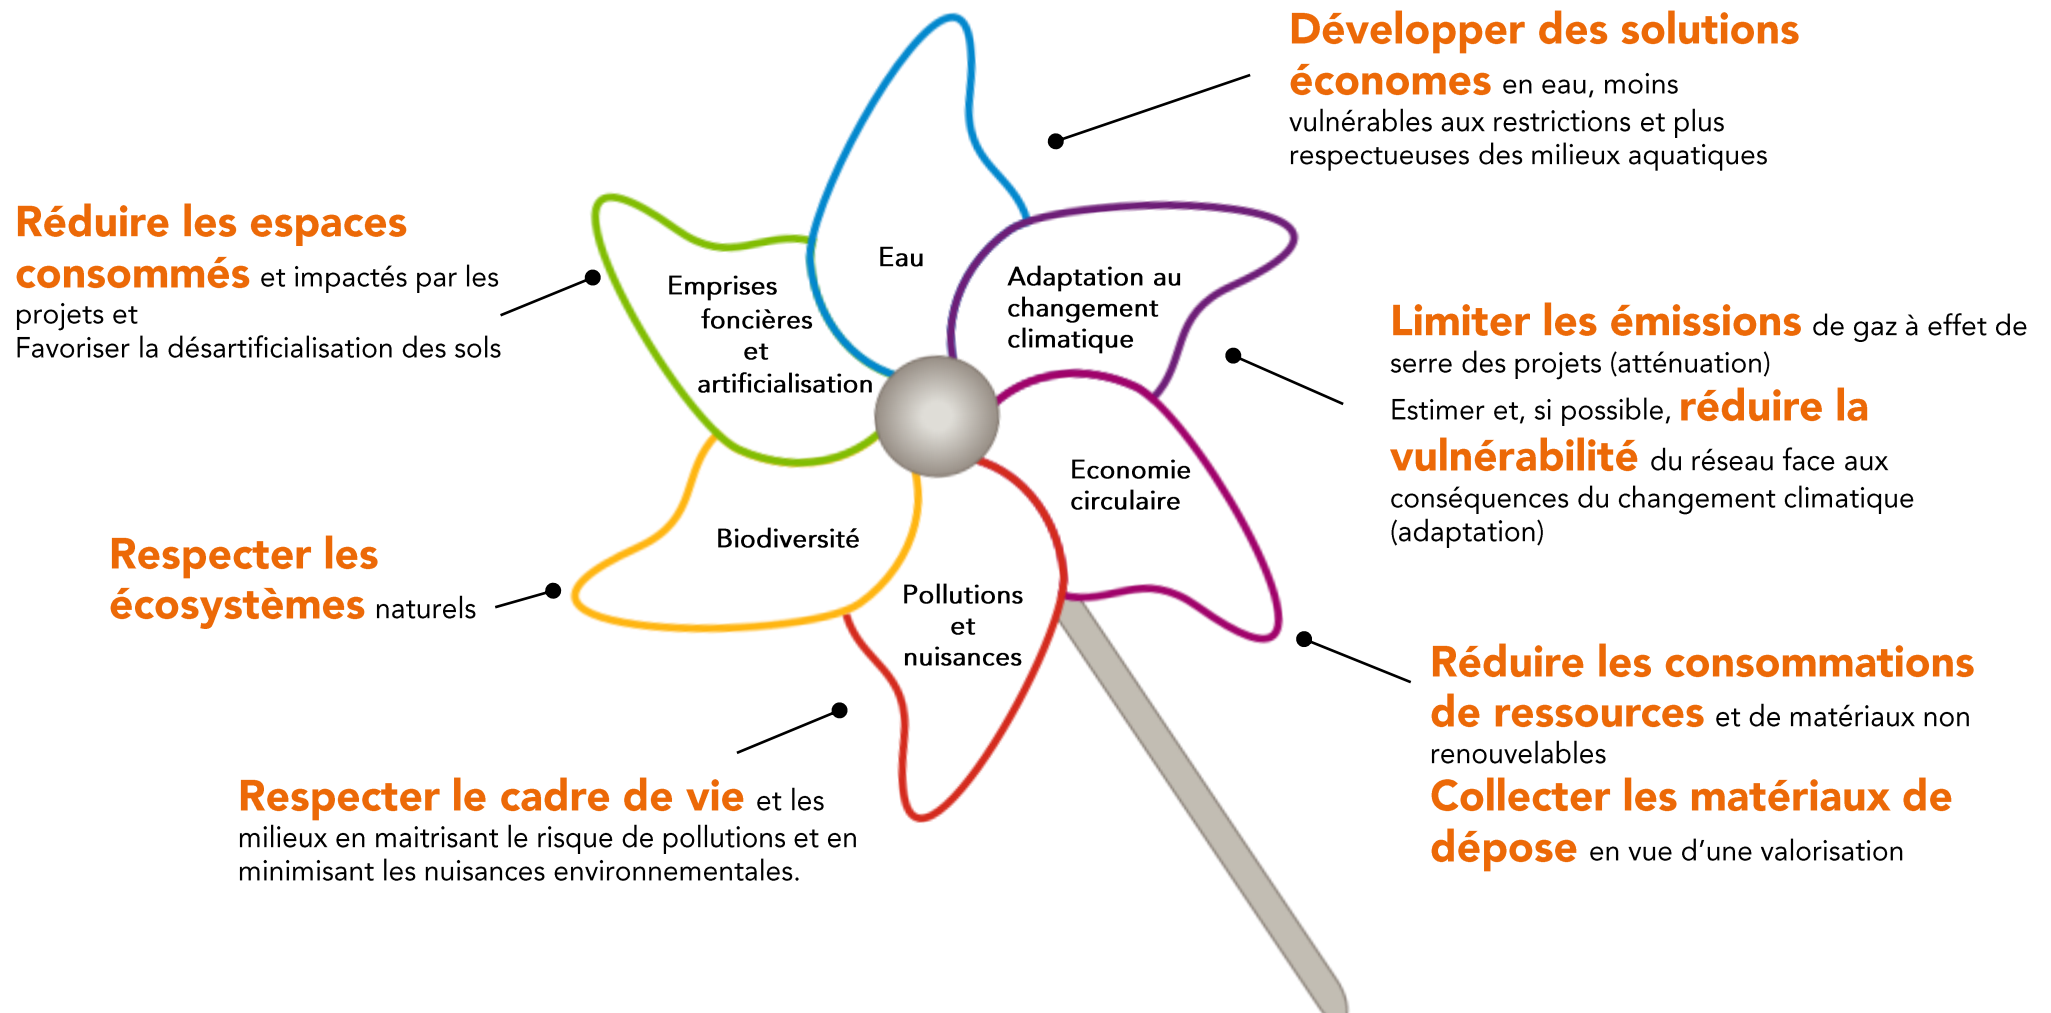 Développer des solutions
économes en eau, moins
vulnérables aux restrictions et plus
respectueuses des milieux aquatiques
Réduire les espaces
consommés et impactés par les
projets et
Favoriser la désartificialisation des sols
Eau
Emprises
foncières
et
artificialisation
Adaptation au
changement
climatique
Limiter les émissions de gaz à effet de
serre des projets (atténuation)
Estimer et, si possible, réduire la
vulnérabilité du réseau face aux
conséquences du changement climatique
(adaptation)
Economie
circulaire
Biodiversité
Respecter les
écosystèmes naturels
Pollutions
et
nuisances
Réduire les consommations
de ressources et de matériaux non
renouvelables
Collecter les matériaux de
dépose en vue d’une valorisation
Respecter le cadre de vie et les
milieux en maitrisant le risque de pollutions et en
minimisant les nuisances environnementales.